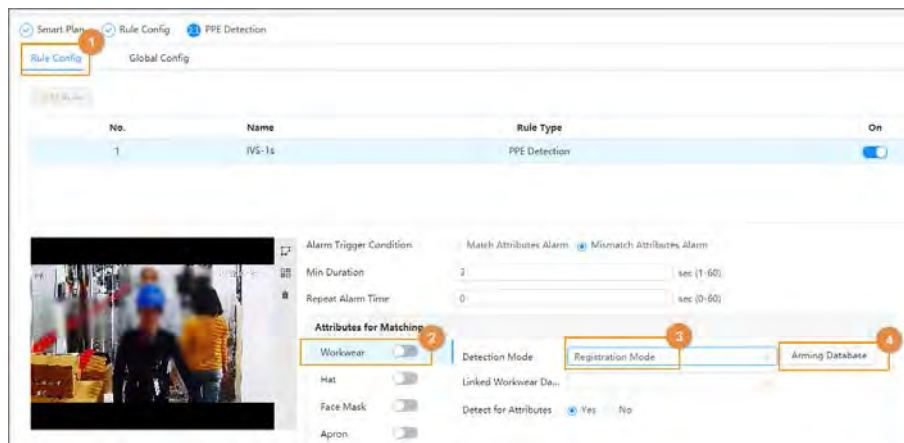 Smart Plan Rule Config 2-1 PPE Detection
1
Rule Config Global Config
No. Name Rule Type On
1 IVS-1s PPE Detection
Alarm Trigger Condition Match Attributes Alarm Mismatch Attributes Alarm
Min Duration 2 sec (1-60)
Repeat Alarm Time 0 sec (0-60)
Attributes for Matching
2 3 4
Workwear Detection Mode Registration Mode Arming Database
Hat Linked Workwear Da...
Face Mask Detect for Attributes Yes No
Apron